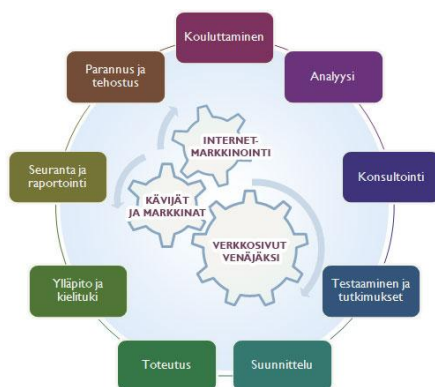 Kouluttaminen
Analyysi
Konsultointi
Testaaminen ja
tutkimukset
Suunnittelu
Toteutus
Ylläpito ja
kielituki
Seuranta ja
raportointi
Parannus ja
tehostus
INTERNET-
MARKKINOINTI
KÄVIJÄT
JA MARKKINAT
VERKKOSIVUT
VENÄJÄKSI